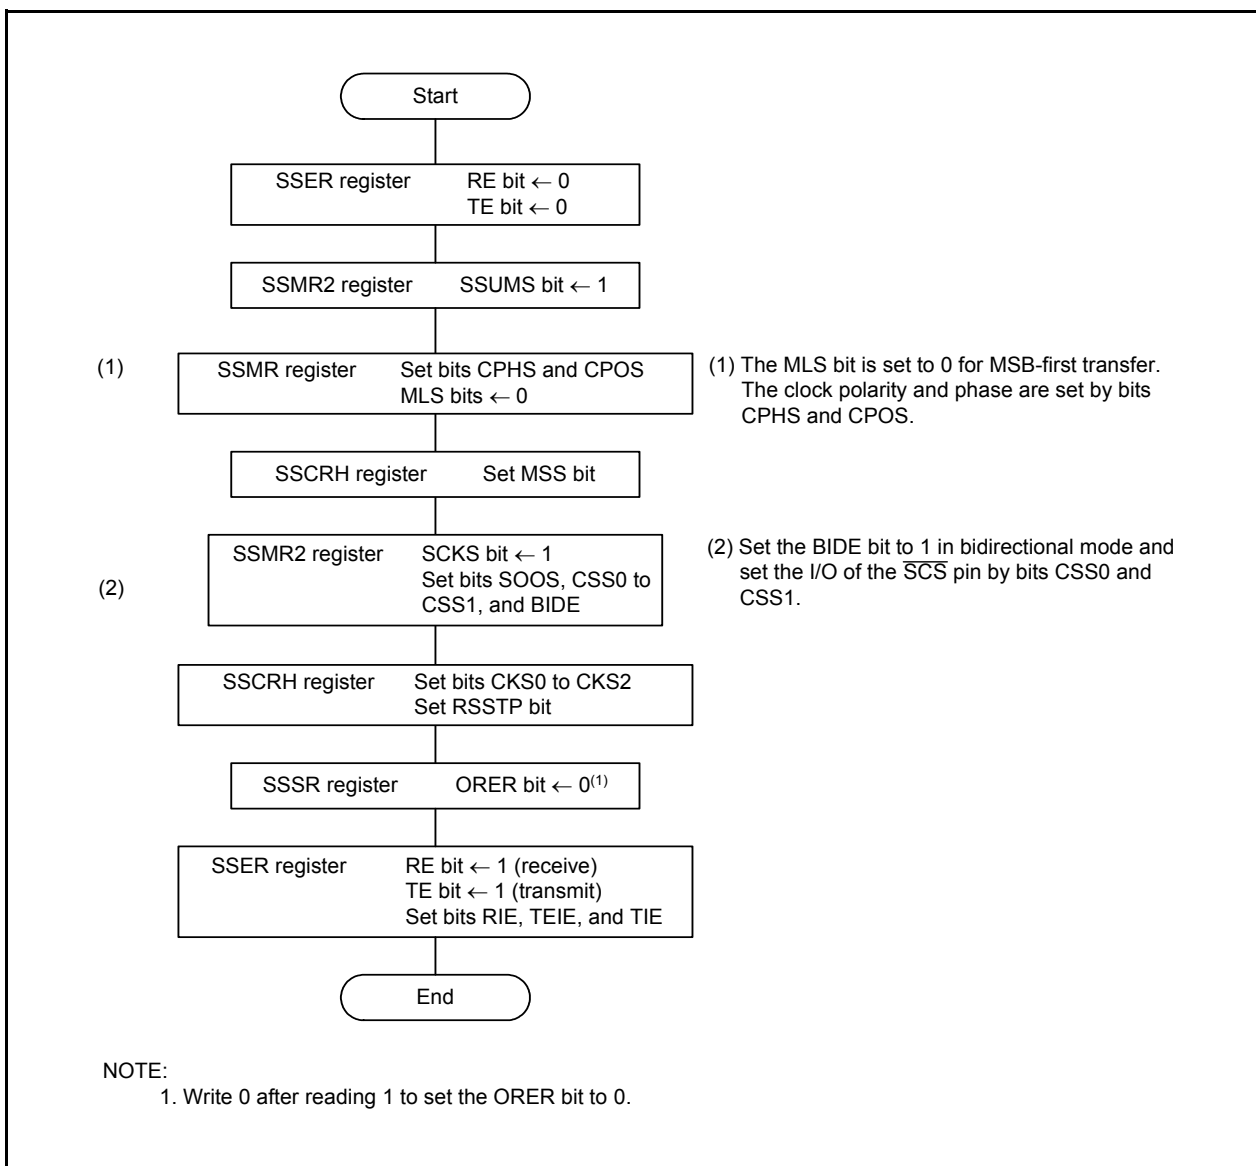 Start
SSER register RE bit ← 0
TE bit ← 0
SSMR2 register SSUMS bit ← 1
(1)
SSMR register Set bits CPHS and CPOS
MLS bits ← 0
(1) The MLS bit is set to 0 for MSB-first transfer.
The clock polarity and phase are set by bits
CPHS and CPOS.
SSCRH register Set MSS bit
(2)
SSMR2 register SCKS bit ← 1
Set bits SOOS, CSS0 to
CSS1, and BIDE
(2) Set the BIDE bit to 1 in bidirectional mode and
set the I/O of the S̅C̅S̅ pin by bits CSS0 and
CSS1.
SSCRH register Set bits CKS0 to CKS2
Set RSSTP bit
SSSR register ORER bit ← 0(1)
SSER register RE bit ← 1 (receive)
TE bit ← 1 (transmit)
Set bits RIE, TEIE, and TIE
End
NOTE:
1. Write 0 after reading 1 to set the ORER bit to 0.